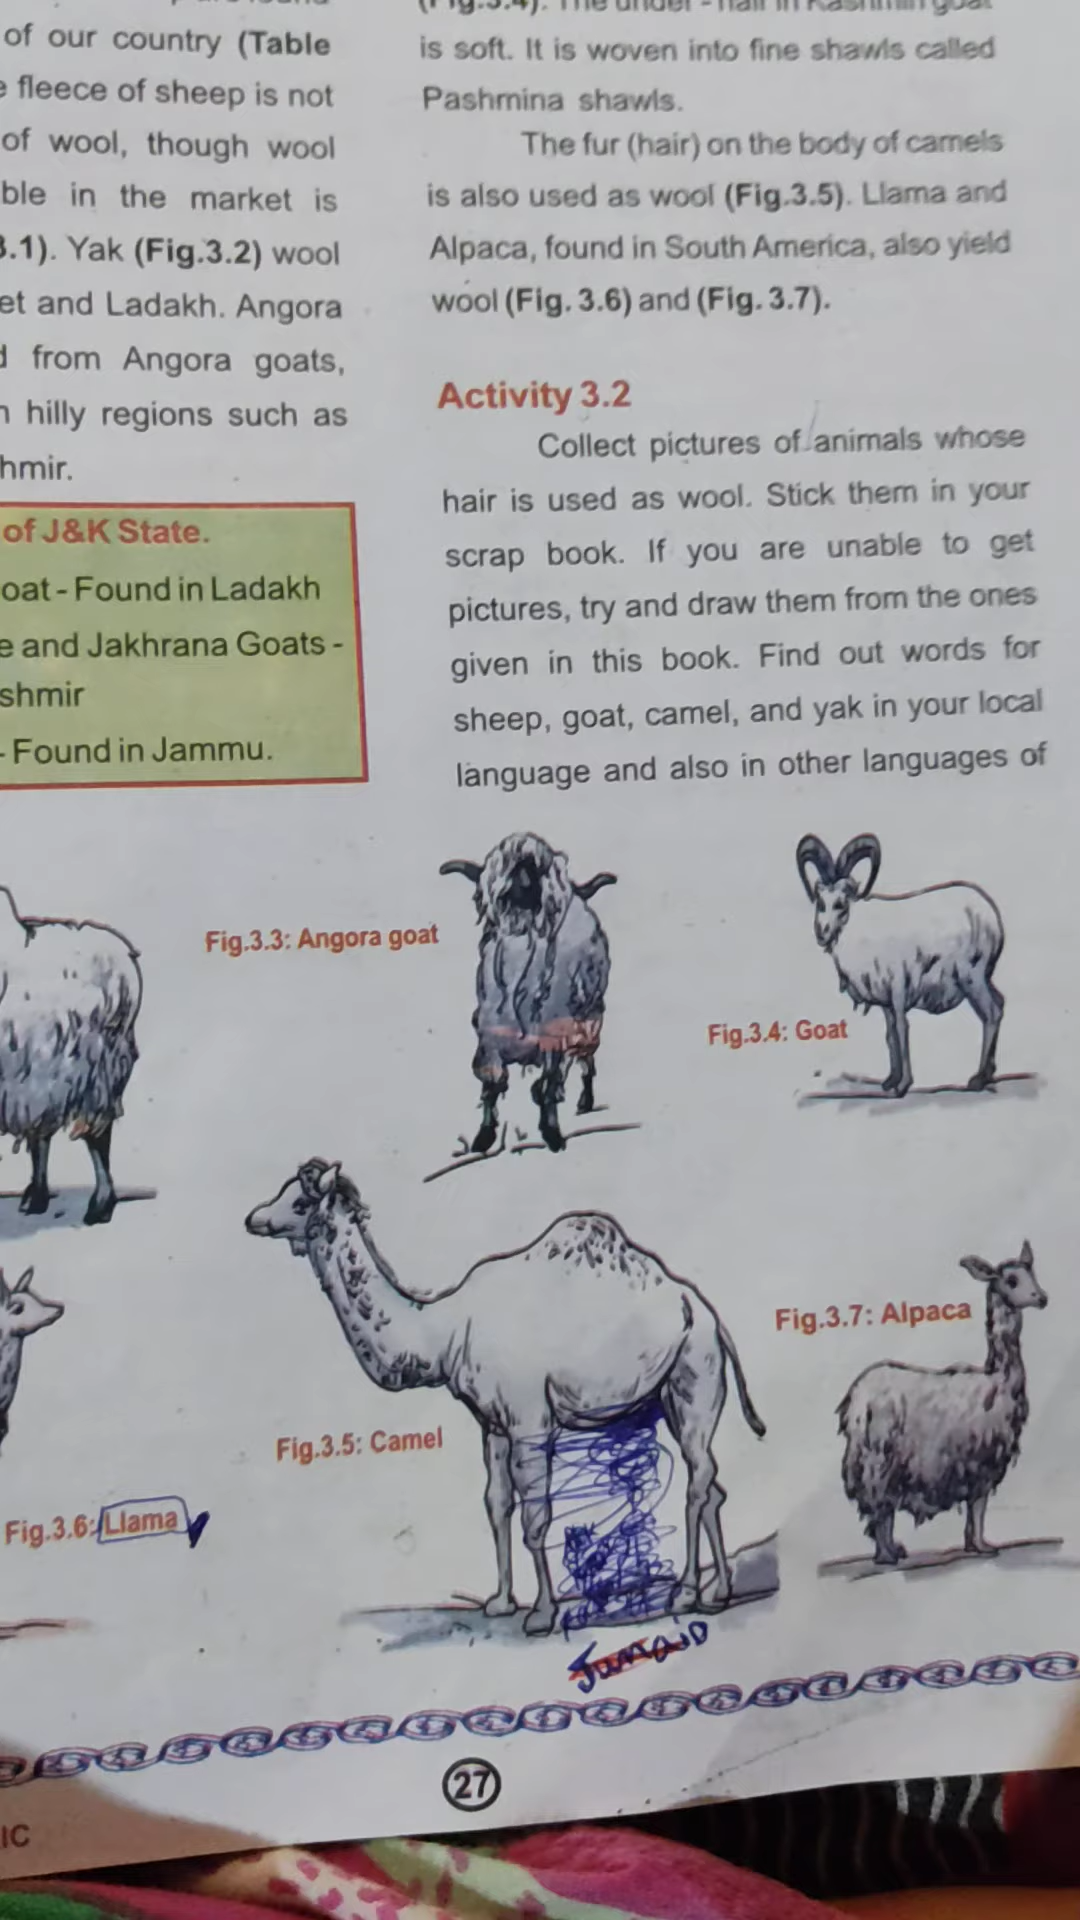 of our country (Table
fleece of sheep is not
of wool, though wool
ble in the market is
3.1). Yak (Fig.3.2) wool
et and Ladakh. Angora
from Angora goats,
hilly regions such as
hmir.
of J&K State.
oat - Found in Ladakh
e and Jakhrana Goats -
shmir
- Found in Jammu.
is soft. It is woven into fine shawls called
Pashmina shawls.
The fur (hair) on the body of camels
is also used as wool (Fig.3.5). Llama and
Alpaca, found in South America, also yield
wool (Fig. 3.6) and (Fig. 3.7).
Activity 3.2
Collect pictures of animals whose
hair is used as wool. Stick them in your
scrap book. If you are unable to get
pictures, try and draw them from the ones
given in this book. Find out words for
sheep, goat, camel, and yak in your local
language and also in other languages of
Fig.3.3: Angora goat
Fig.3.4: Goat
Fig.3.7: Alpaca
Fig.3.5: Camel
Fig.3.6: Llama
27
IC